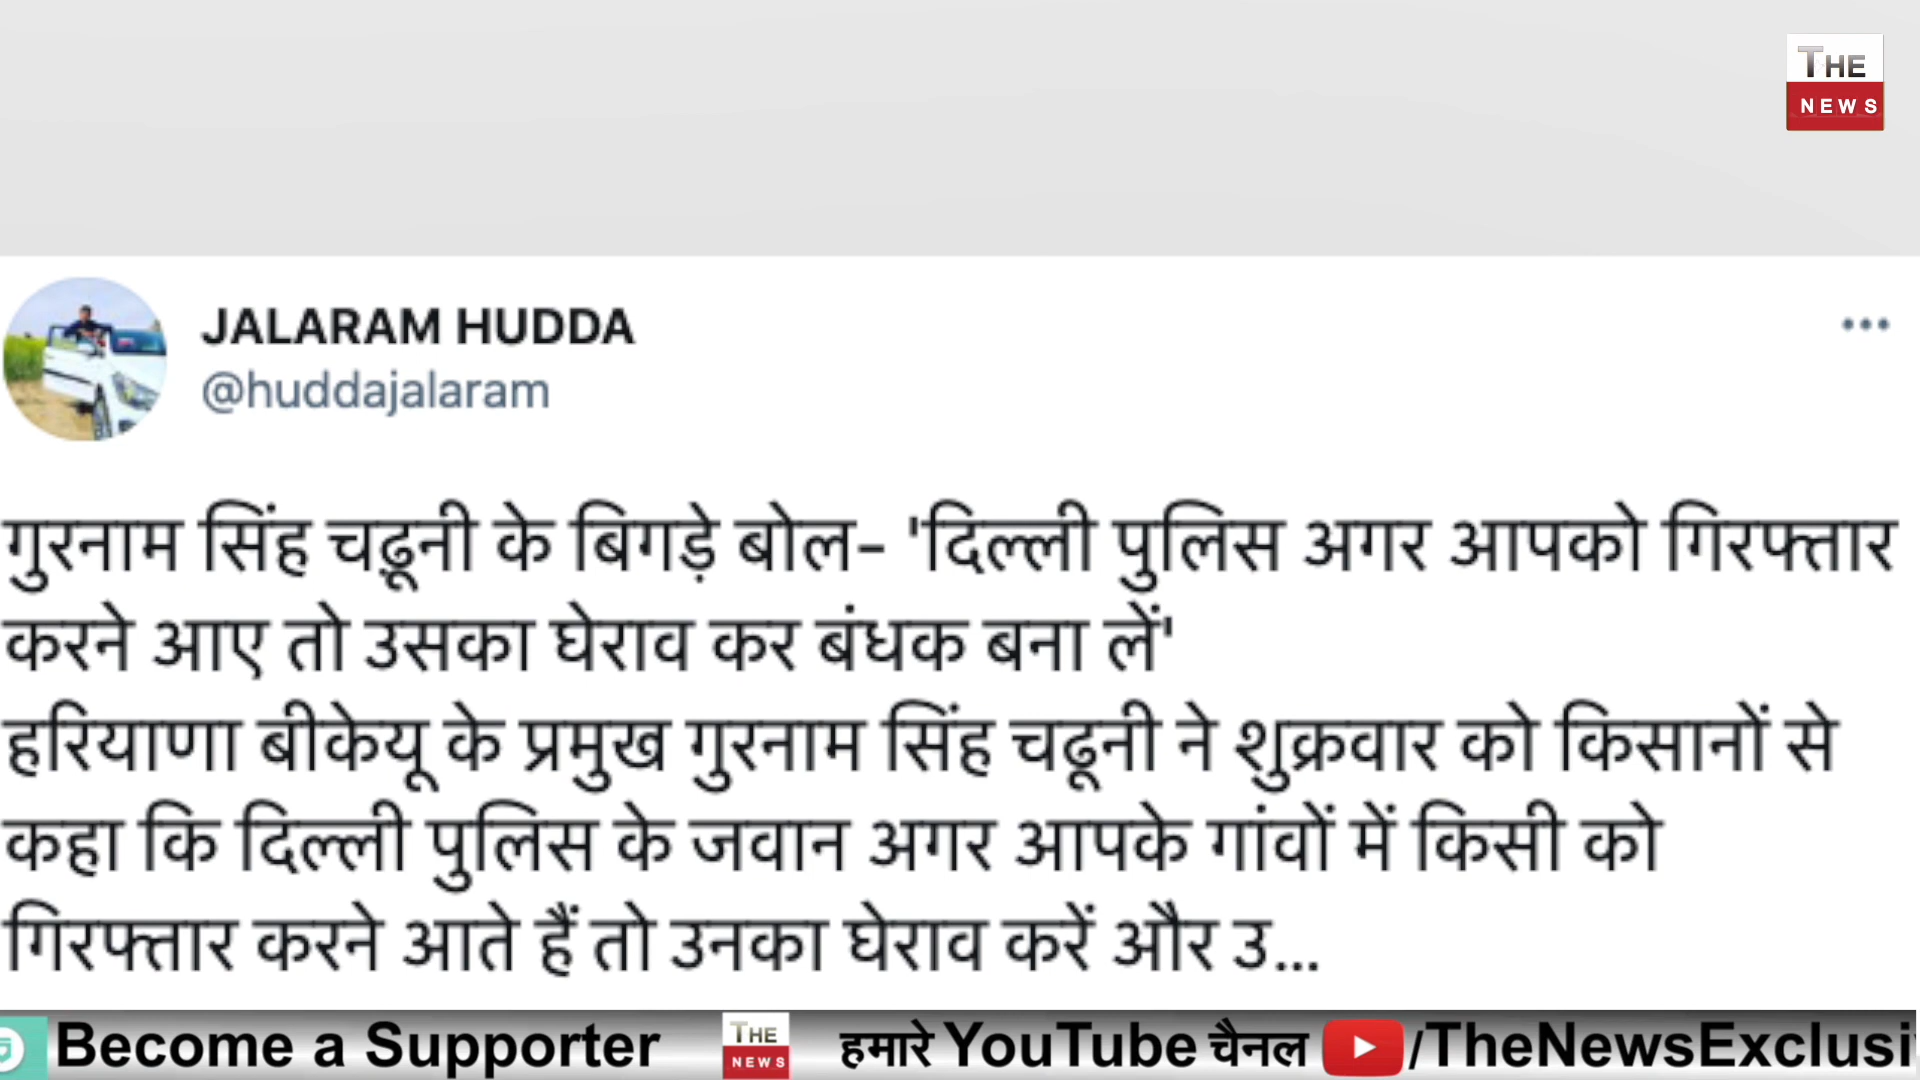 THE
NEWS
JALARAM HUDDA
@huddajalaram
गुरनाम सिंह चढ़ूनी के बिगड़े बोल- 'दिल्ली पुलिस अगर आपको गिरफ्तार
करने आए तो उसका घेराव कर बंधक बना लें'
हरियाणा बीकेयू के प्रमुख गुरनाम सिंह चढूनी ने शुक्रवार को किसानों से
कहा कि दिल्ली पुलिस के जवान अगर आपके गांवों में किसी को
गिरफ्तार करने आते हैं तो उनका घेराव करें और उ...
Become a Supporter THE NEWS हमारे YouTube चैनल /TheNewsExclusi